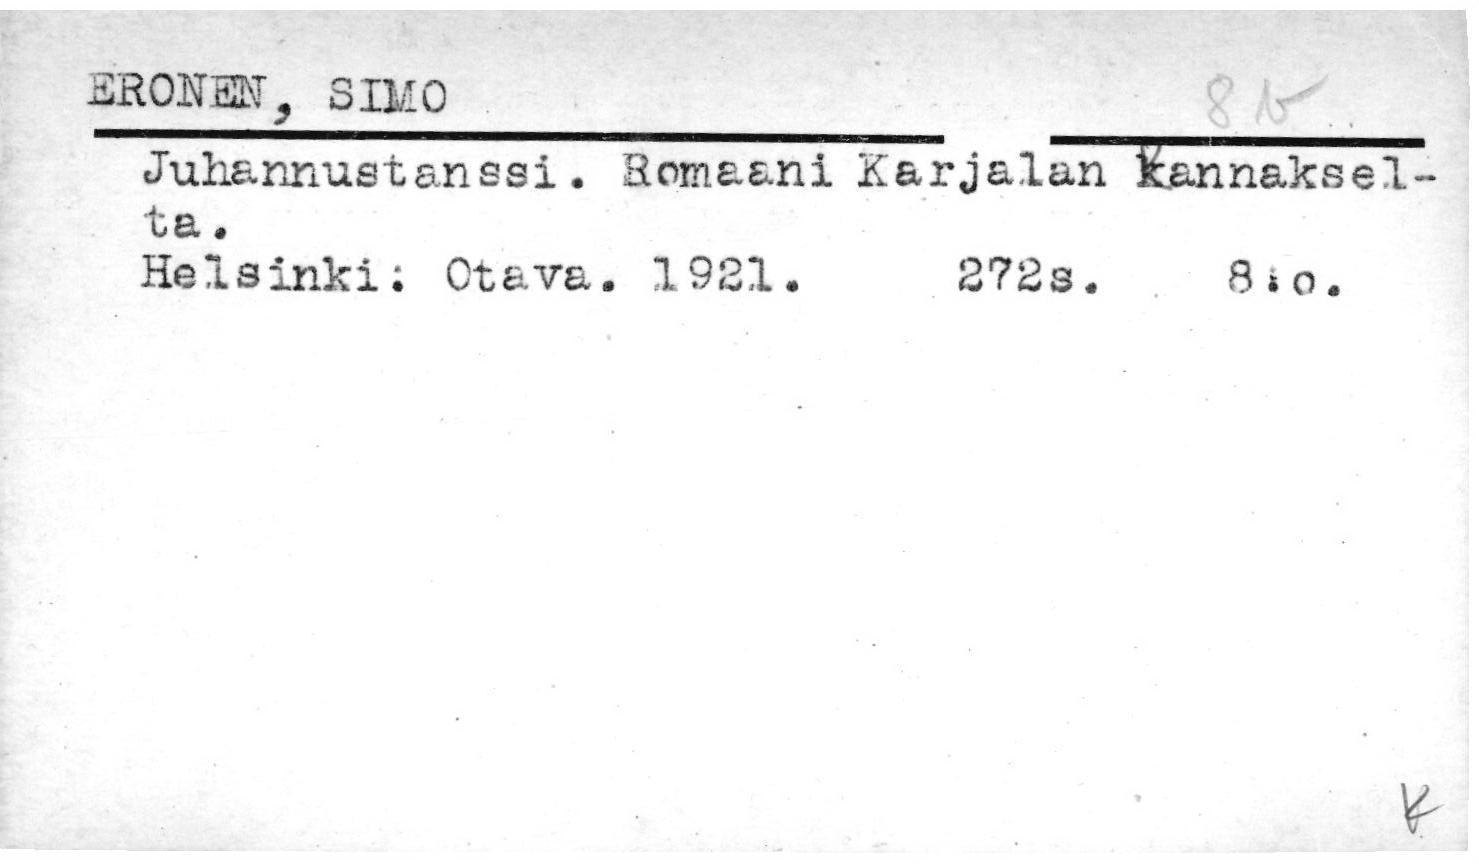 ERONEN, SIMO
8 b
Juhannustanssi. Romaani Karjalan Kannaksel-
ta.
Helsinki: Otava. 1921. 272s. 8:o.
K